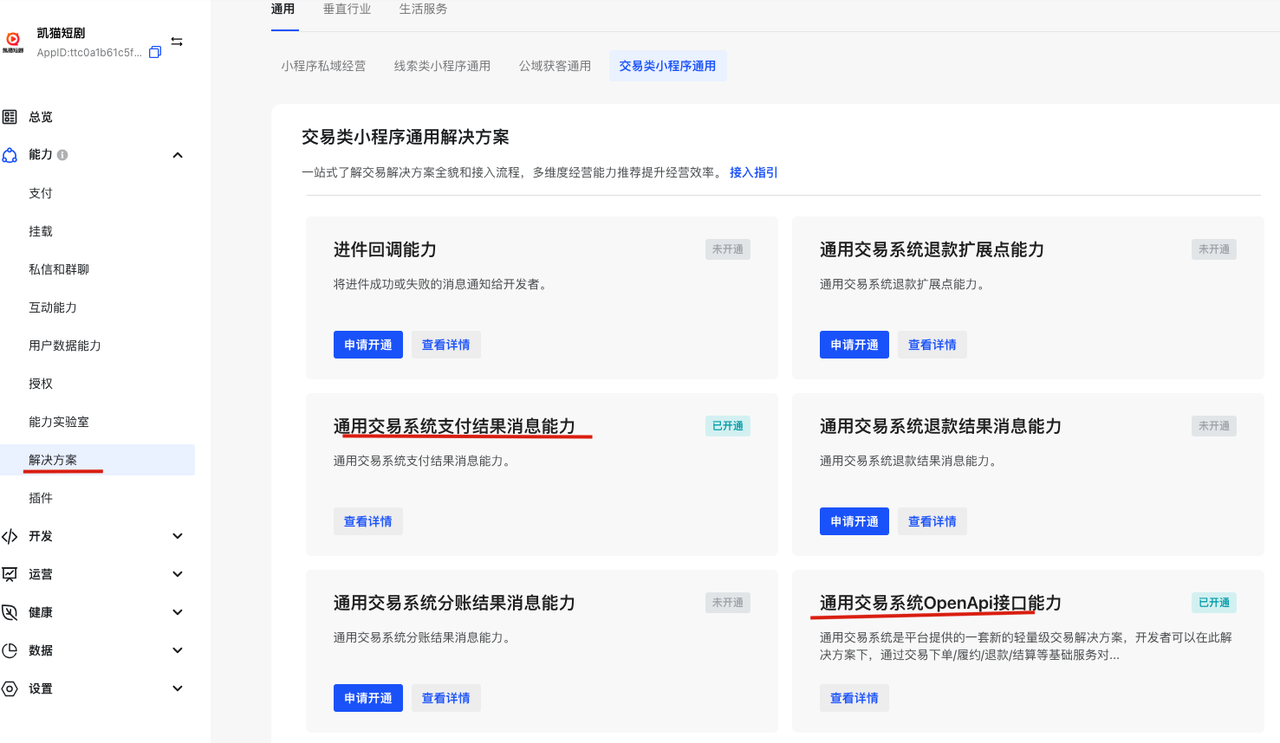 通用
垂直行业
生活服务
凯猫短剧
AppID:ttc0a1b61c5f...
小程序私域经营
线索类小程序通用
公域获客通用
交易类小程序通用
总览
能力
支付
挂载
私信和群聊
互动能力
用户数据能力
授权
能力实验室
解决方案
插件
开发
运营
健康
数据
设置
交易类小程序通用解决方案
一站式了解交易解决方案全貌和接入流程，多维度经营能力推荐提升经营效率。 接入指引
进件回调能力
未开通
将进件成功或失败的消息通知给开发者。
申请开通
查看详情
通用交易系统退款扩展点能力
未开通
通用交易系统退款扩展点能力。
申请开通
查看详情
通用交易系统支付结果消息能力
已开通
通用交易系统支付结果消息能力。
查看详情
通用交易系统退款结果消息能力
未开通
通用交易系统退款结果消息能力。
申请开通
查看详情
通用交易系统分账结果消息能力
未开通
通用交易系统分账结果消息能力。
申请开通
查看详情
通用交易系统OpenApi接口能力
已开通
通用交易系统是平台提供的一套新的轻量级交易解决方案，开发者可以在此解
决方案下，通过交易下单/履约/退款/结算等基础服务对...
查看详情